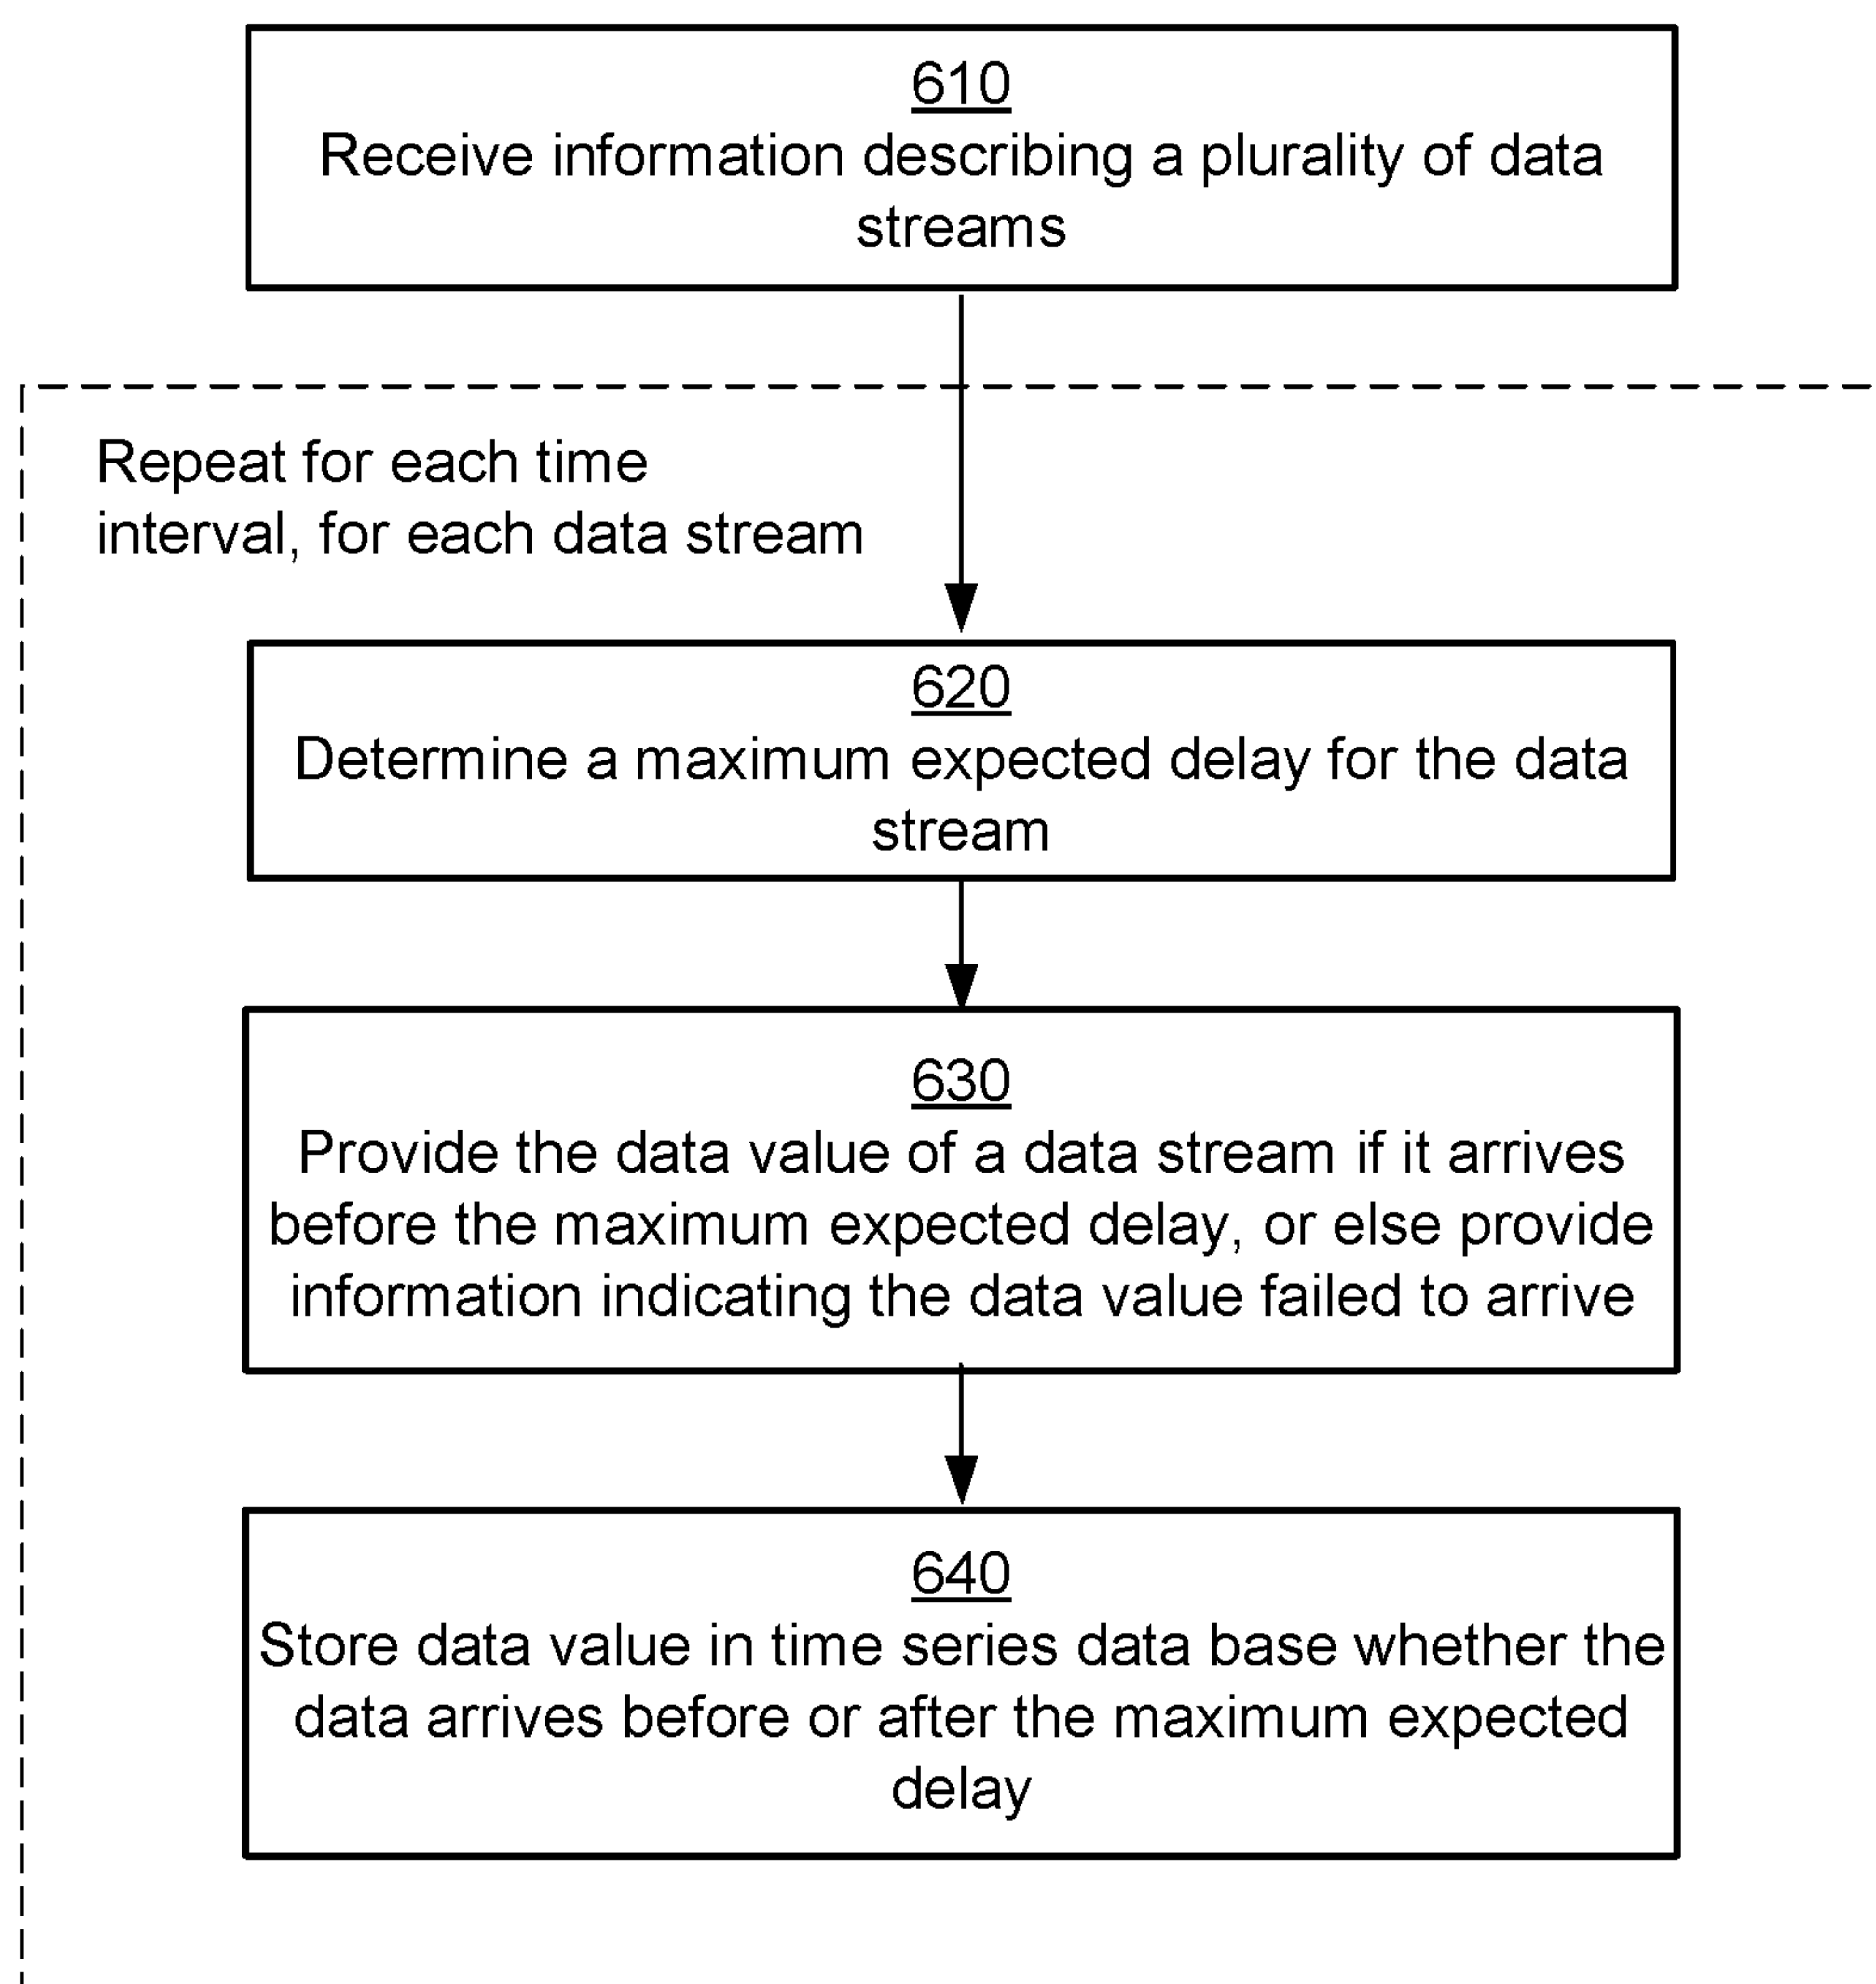 610
Receive information describing a plurality of data
streams
Repeat for each time
interval, for each data stream
620
Determine a maximum expected delay for the data
stream
630
Provide the data value of a data stream if it arrives
before the maximum expected delay, or else provide
information indicating the data value failed to arrive
640
Store data value in time series data base whether the
data arrives before or after the maximum expected
delay